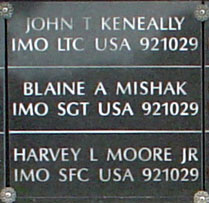 JOHN T KENEALLY
IMO LTC USA 921029
BLAINE A MISHAK
IMO SGT USA 921029
HARVEY L MOORE JR
IMO SFC USA 921029